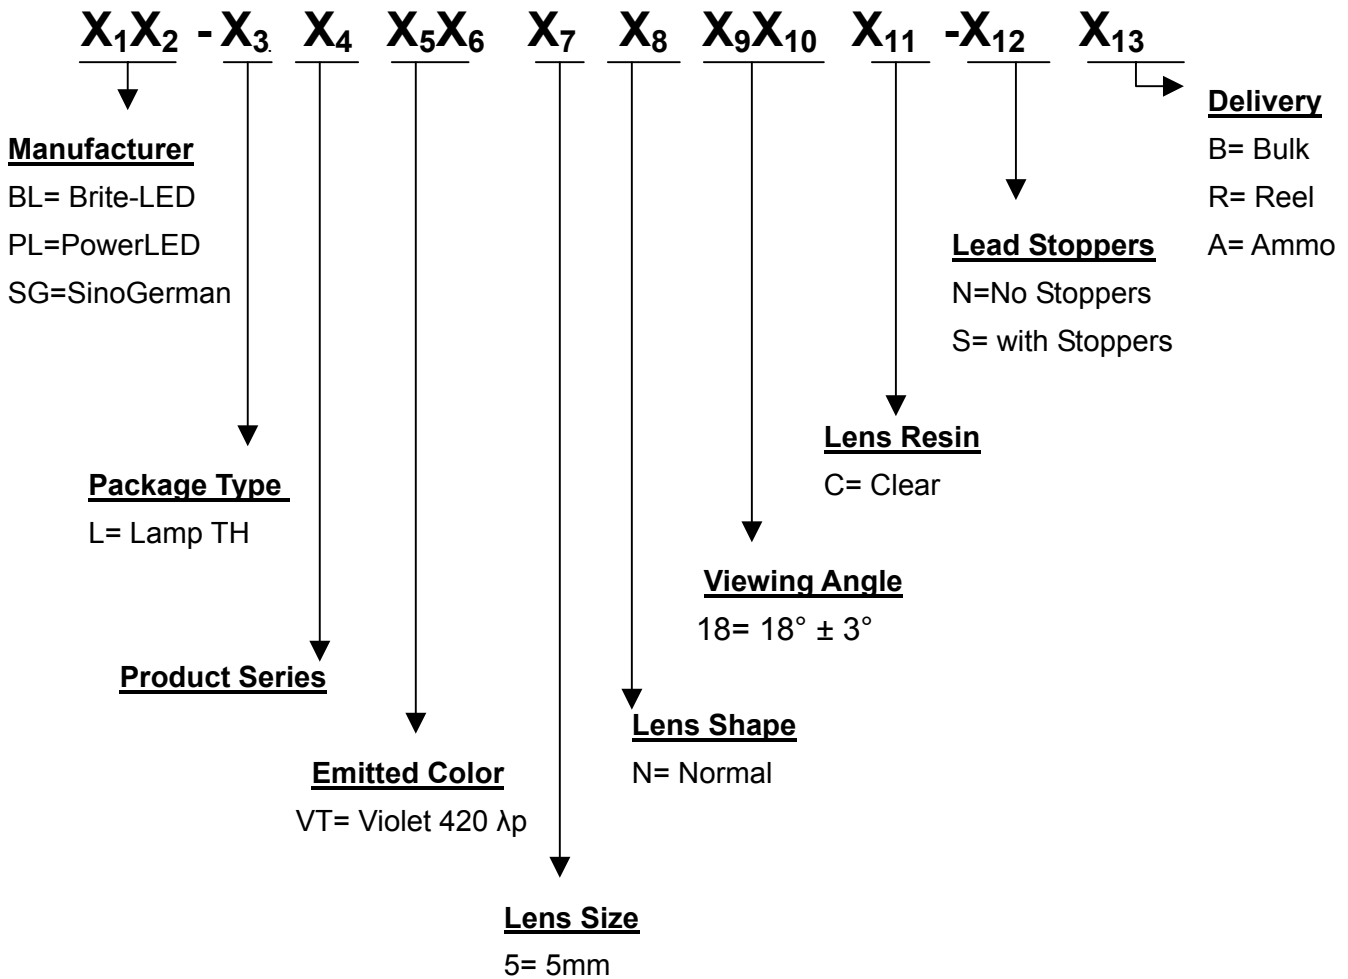 X₁X₂ - X₃ X₄ X₅X₆ X₇ X₈ X₉X₁₀ X₁₁ -X₁₂ X₁₃
Manufacturer
BL= Brite-LED
PL=PowerLED
SG=SinoGerman
Package Type
L= Lamp TH
Product Series
Emitted Color
VT= Violet 420 λp
Lens Size
5= 5mm
Lens Shape
N= Normal
Viewing Angle
18= 18° ± 3°
Lens Resin
C= Clear
Lead Stoppers
N=No Stoppers
S= with Stoppers
Delivery
B= Bulk
R= Reel
A= Ammo